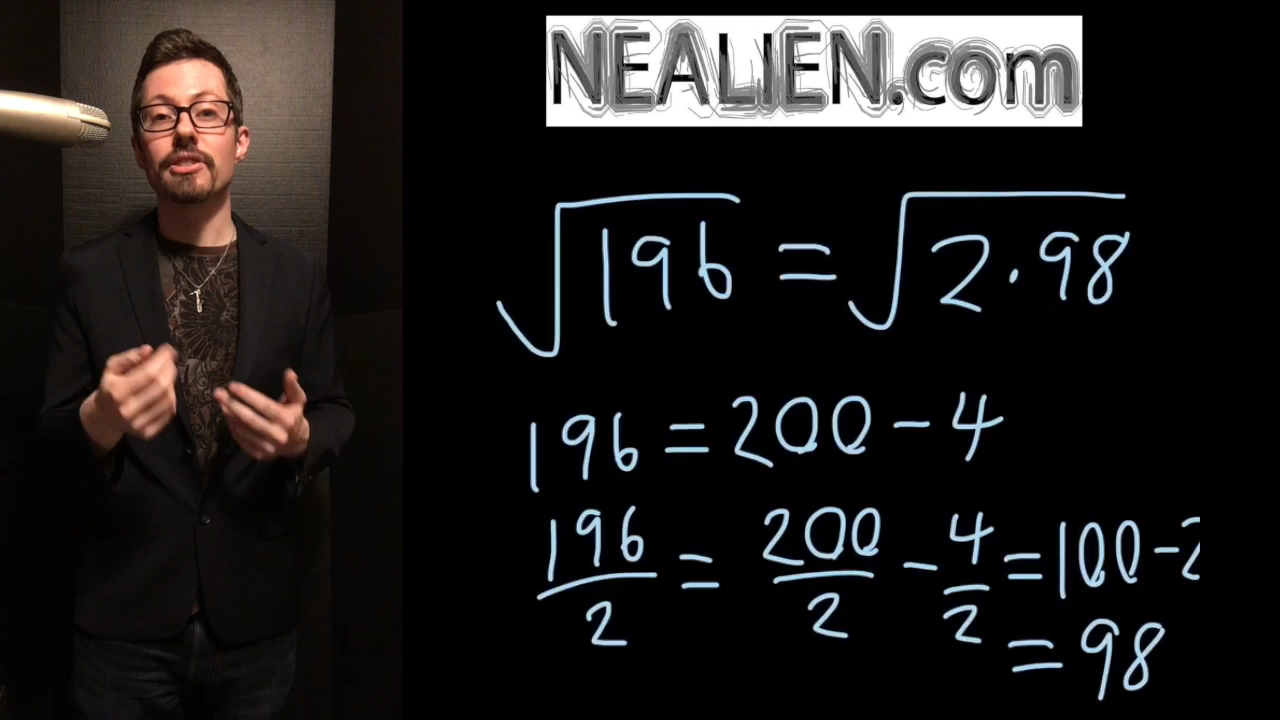 NEALIEN.com
√196 = √2·98
196 = 200 - 4
196/2 = 200/2 - 4/2 = 100 - 2
= 98